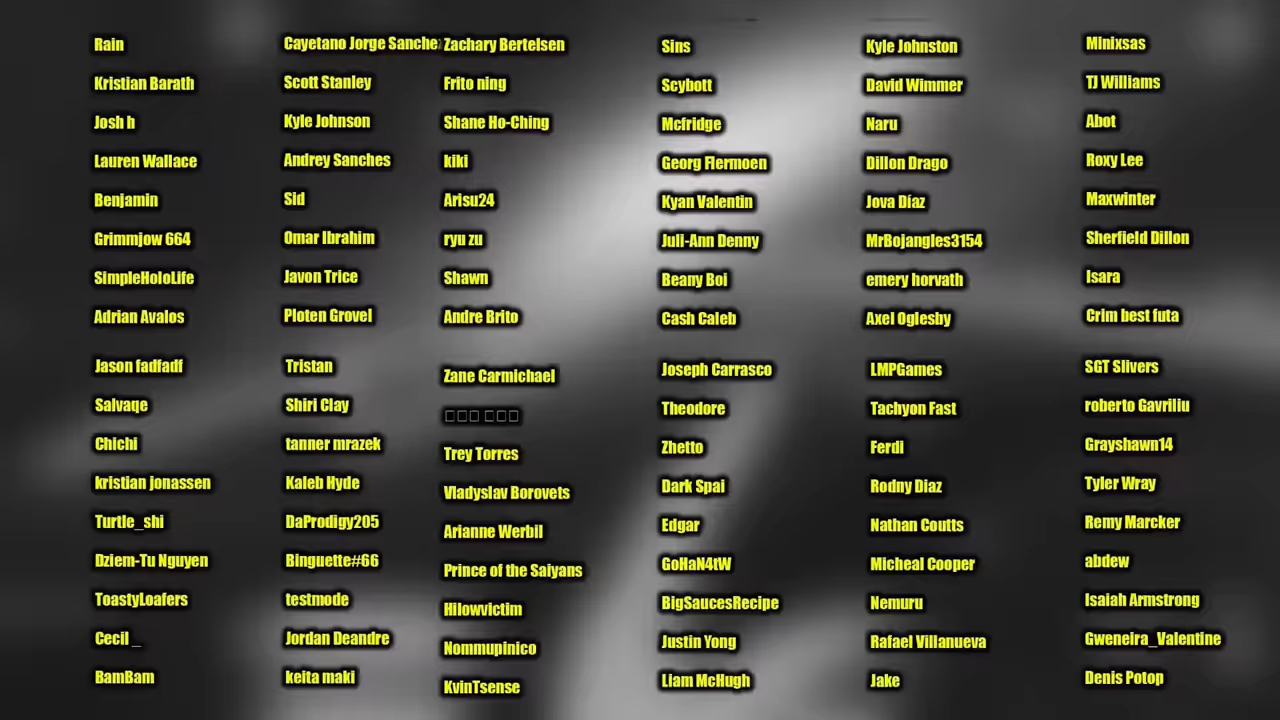 Rain
Kristian Barath
Josh h
Lauren Wallace
Benjamin
Grimmjow 664
SimpleHoloLife
Adrian Avalos
Jason fadfadf
Salvaqe
Chichi
kristian jonassen
Turtle_shi
Dziem-Tu Nguyen
ToastyLoafers
Cecil _
BamBam
Cayetano Jorge Sanche
Scott Stanley
Kyle Johnson
Andrey Sanches
Sid
Omar Ibrahim
Javon Trice
Ploten Grovel
Tristan
Shiri Clay
tanner mrazek
Kaleb Hyde
DaProdigy205
Binguette#66
testmode
Jordan Deandre
keita maki
Zachary Bertelsen
Frito ning
Shane Ho-Ching
kiki
Arisu24
ryu zu
Shawn
Andre Brito
Zane Carmichael
Trey Torres
Vladyslav Borovets
Arianne Werbil
Prince of the Saiyans
Hilowvictim
Nommupinico
KvinTsense
Sins
Scybott
Mcfridge
Georg Flermoen
Kyan Valentin
Juli-Ann Denny
Beany Boi
Cash Caleb
Joseph Carrasco
Theodore
Zhetto
Dark Spai
Edgar
GoHaN4tW
BigSaucesRecipe
Justin Yong
Liam McHugh
Kyle Johnston
David Wimmer
Naru
Dillon Drago
Jova Díaz
MrBojangles3154
emery horvath
Axel Oglesby
LMPGames
Tachyon Fast
Ferdi
Rodny Diaz
Nathan Coutts
Micheal Cooper
Nemuru
Rafael Villanueva
Jake
Minixsas
TJ Williams
Abot
Roxy Lee
Maxwinter
Sherfield Dillon
Isara
Crim best futa
SGT Slivers
roberto Gavriliu
Grayshawn14
Tyler Wray
Remy Marcker
abdew
Isaiah Armstrong
Gweneira_Valentine
Denis Potop